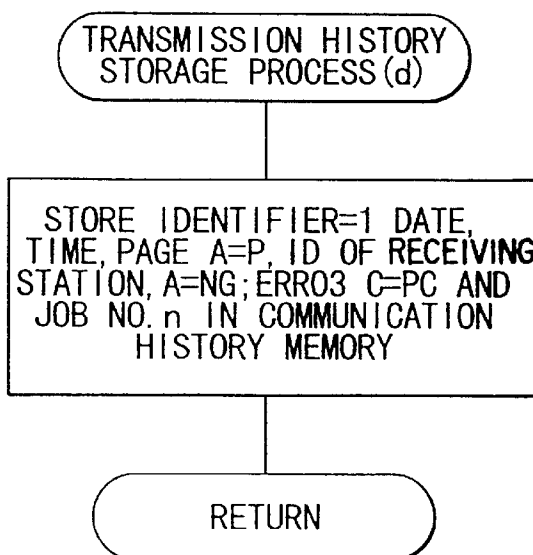 TRANSMISSION HISTORY
STORAGE PROCESS(d)
STORE IDENTIFIER=1 DATE,
TIME, PAGE A=P, ID OF RECEIVING
STATION, A=NG;ERRO3 C=PC AND
JOB NO. n IN COMMUNICATION
HISTORY MEMORY
RETURN